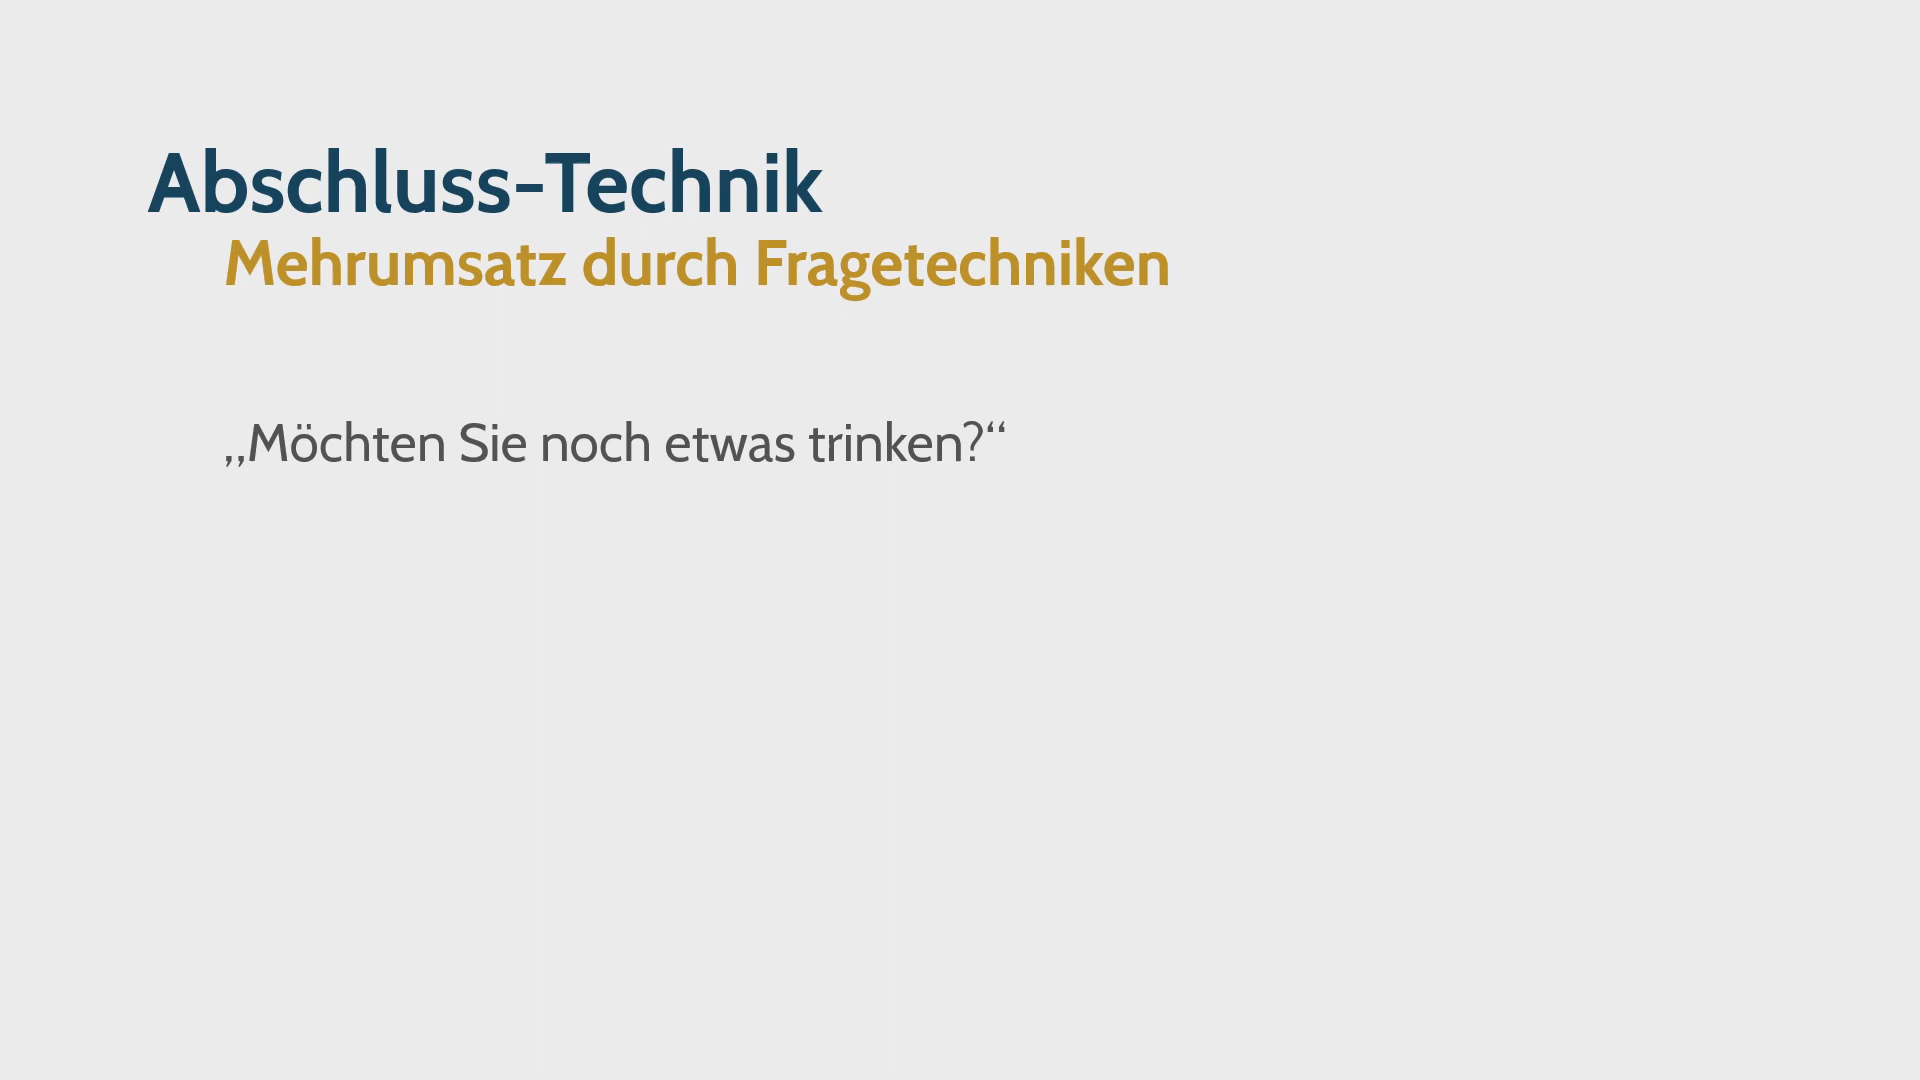 Abschluss-Technik
Mehrumsatz durch Fragetechniken
„Möchten Sie noch etwas trinken?“